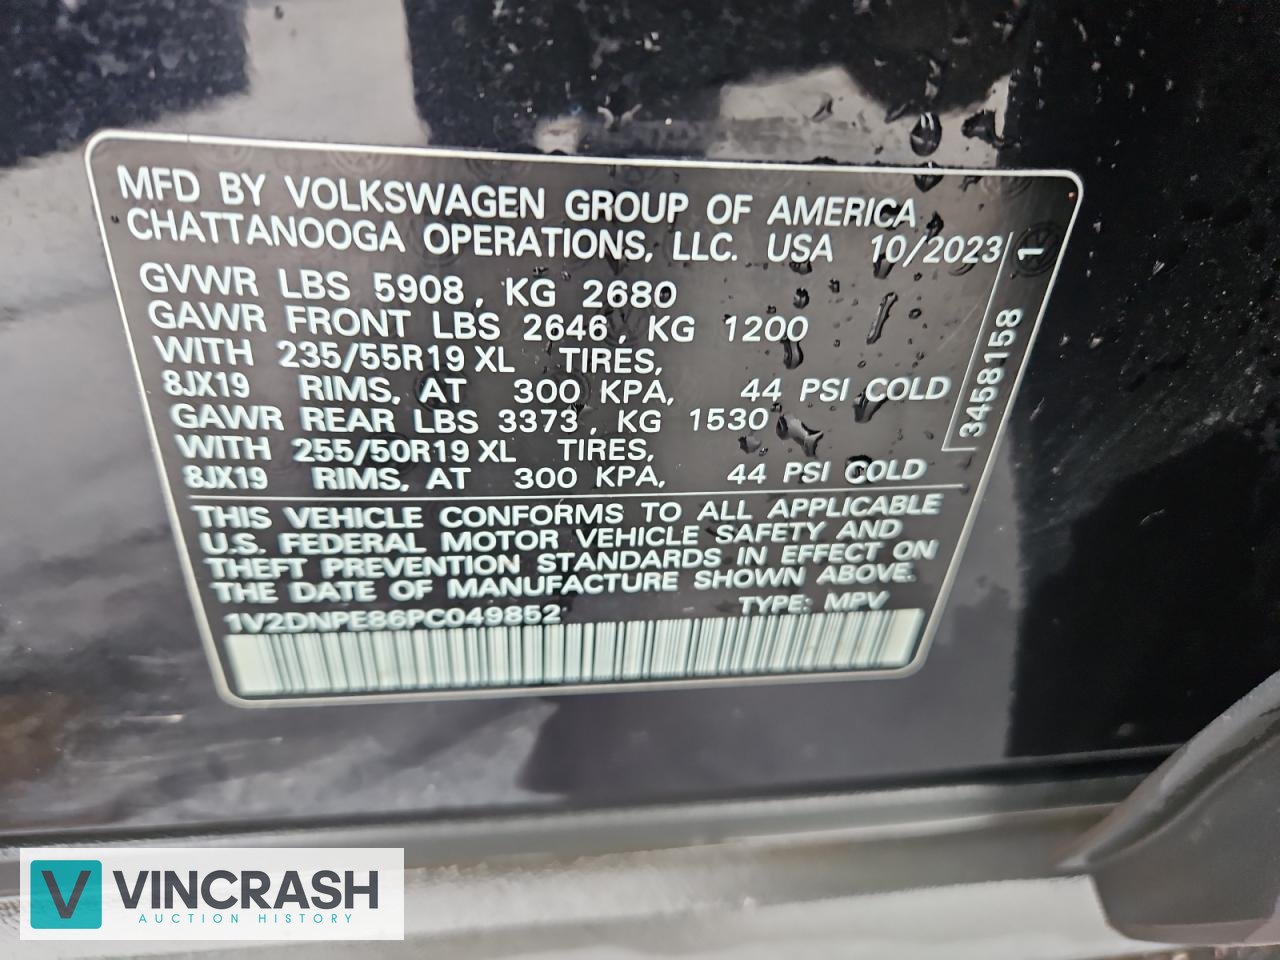 MFD BY VOLKSWAGEN GROUP OF AMERICA
CHATTANOOGA OPERATIONS, LLC. USA 10/2023 1
GVWR LBS 5908, KG 2680
GAWR FRONT LBS 2646, KG 1200
WITH 235/55R19 XL TIRES,
8JX19 RIMS, AT 300 KPA, 44 PSI COLD
GAWR REAR LBS 3373, KG 1530
WITH 255/50R19 XL TIRES,
8JX19 RIMS, AT 300 KPA, 44 PSI COLD
3458158
THIS VEHICLE CONFORMS TO ALL APPLICABLE
U.S. FEDERAL MOTOR VEHICLE SAFETY AND
THEFT PREVENTION STANDARDS IN EFFECT ON
THE DATE OF MANUFACTURE SHOWN ABOVE.
1V2DNPE86PC049852 TYPE: MPV
V VINCRASH
AUCTION HISTORY